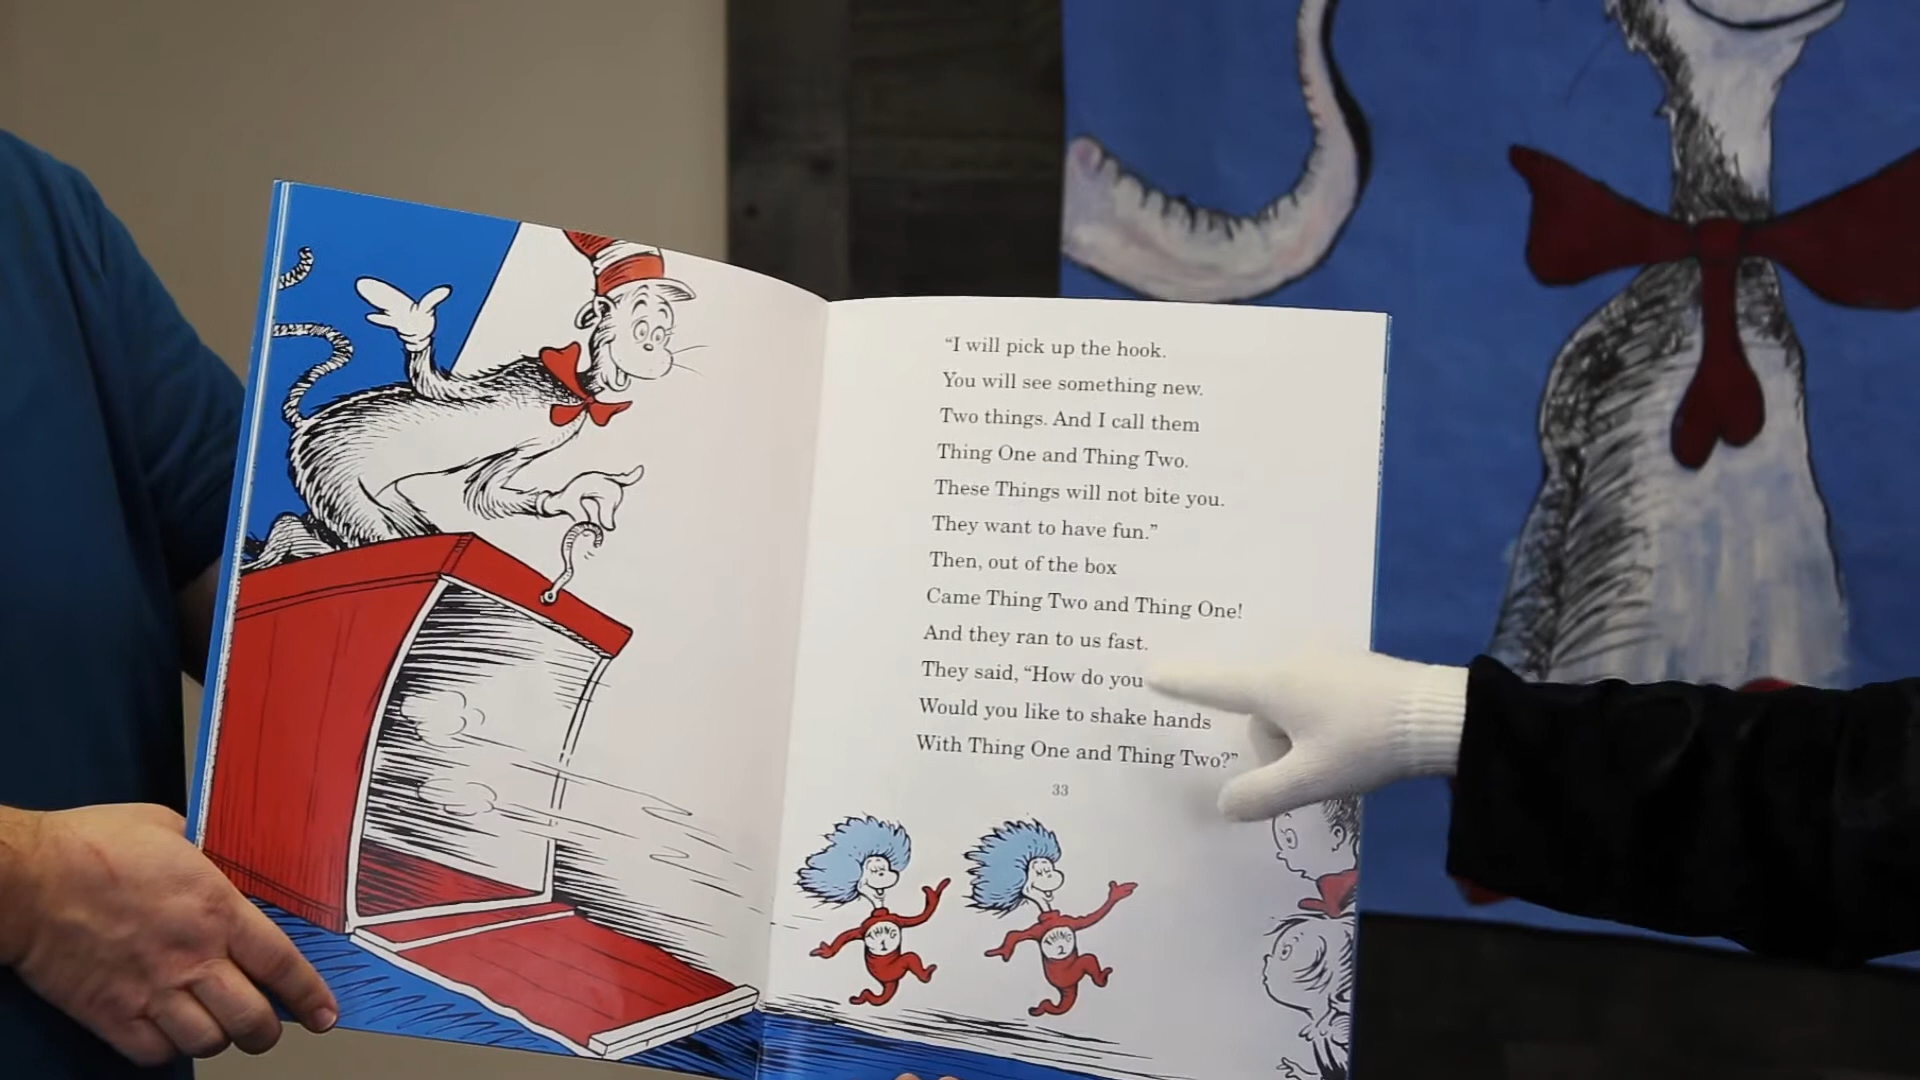 “I will pick up the hook.
You will see something new.
Two things. And I call them
Thing One and Thing Two.
These Things will not bite you.
They want to have fun.”
Then, out of the box
Came Thing Two and Thing One!
And they ran to us fast.
They said, “How do you
Would you like to shake hands
With Thing One and Thing Two?”
33
THING
1
THING
2